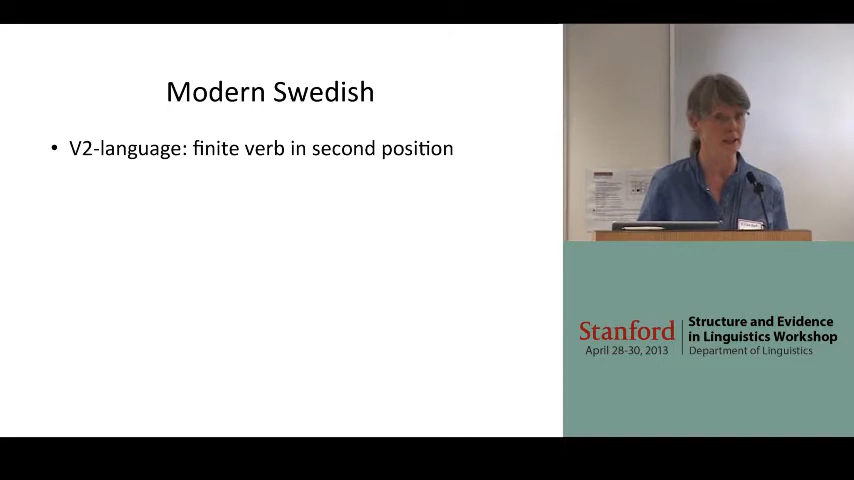 Modern Swedish
• V2-language: finite verb in second position
Stanford
April 28-30, 2013
Structure and Evidence
in Linguistics Workshop
Department of Linguistics